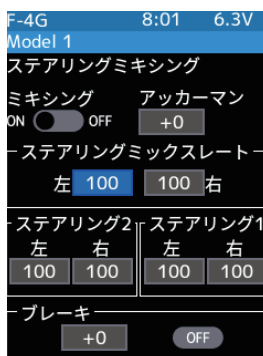 F-4G 8:01 6.3V
Model 1
ステアリングミキシング
ミキシング アッカーマン
ON OFF +0
ステアリングミックスレート
左 100 100 右
ステアリング2 ステアリング1
左 右 左 右
100 100 100 100
ブレーキ
+0 OFF